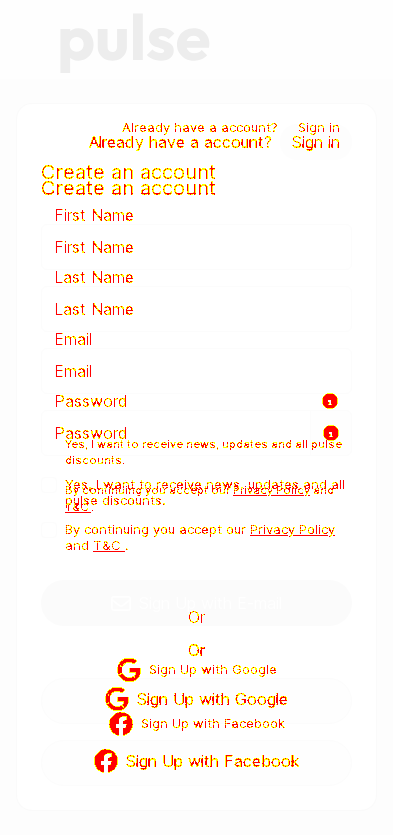 pulse
Already have a account? Sign in
Already have a account? Sign in
Create an account
Create an account
First Name
First Name
Last Name
Last Name
Email
Email
Password
Password
Yes, I want to receive news, updates and all pulse
discounts.
Yes, I want to receive news, updates and all
pulse discounts.
By continuing you accept our Privacy Policy and
T&C.
By continuing you accept our Privacy Policy
and T&C.
Or
Or
Sign Up with Google
Sign Up with Google
Sign Up with Facebook
Sign Up with Facebook